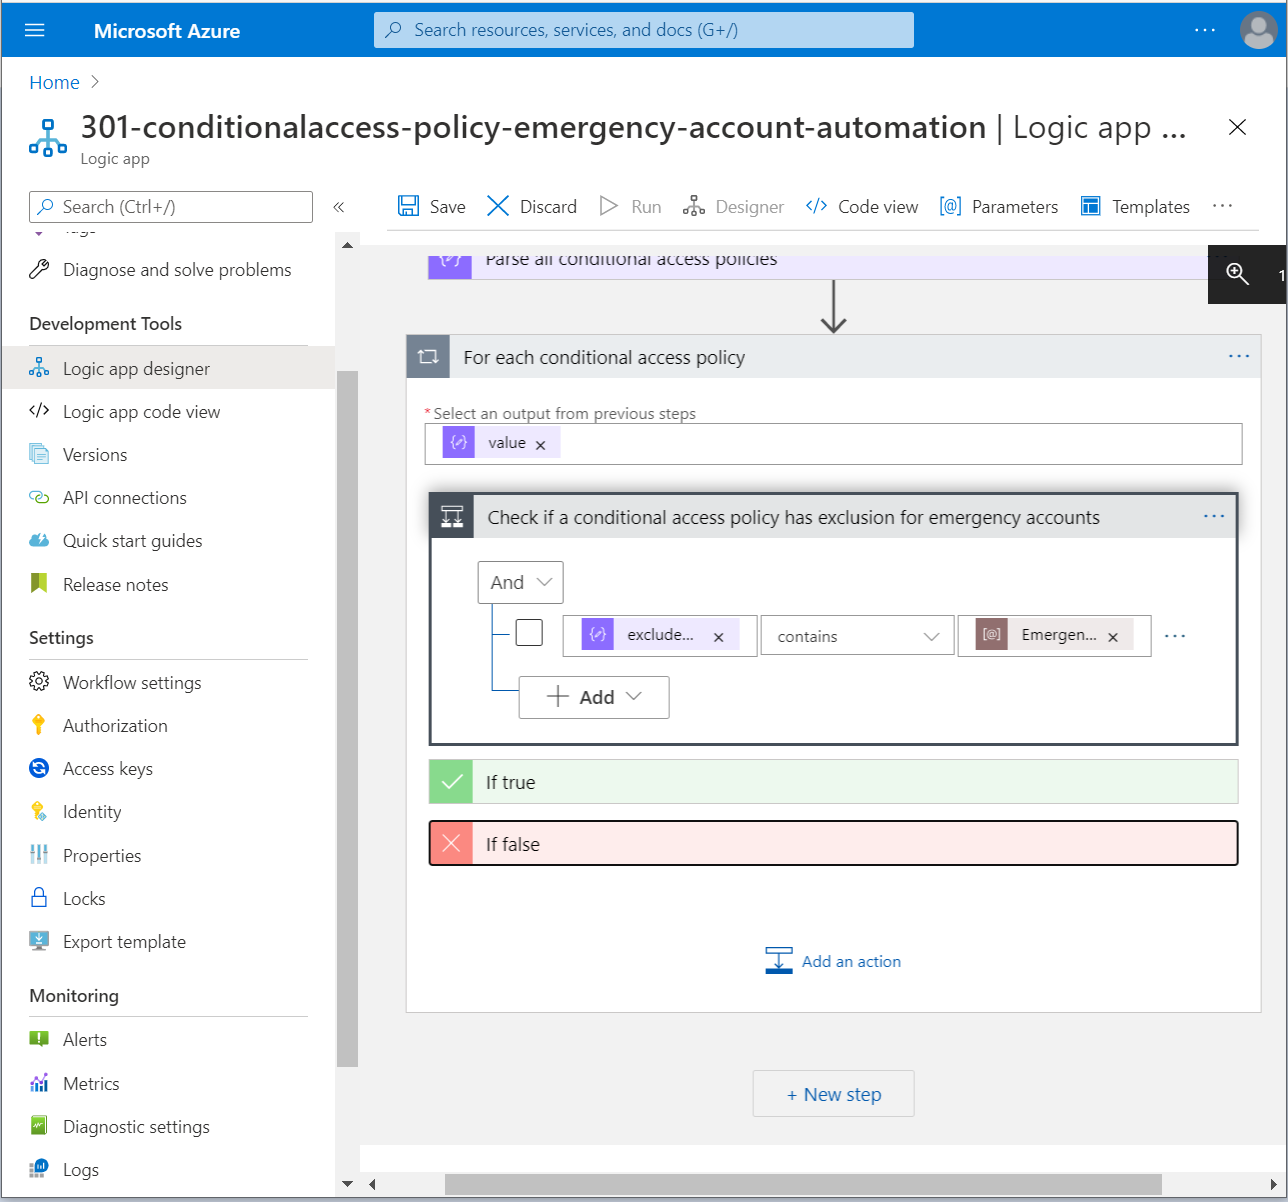 Microsoft Azure
Search resources, services, and docs (G+/)
Home
301-conditionalaccess-policy-emergency-account-automation | Logic app ...
Logic app
Search (Ctrl+/)
«
Save
Discard
Run
Designer
Code view
Parameters
Templates
Tags
Diagnose and solve problems
Development Tools
Logic app designer
Logic app code view
Versions
API connections
Quick start guides
Release notes
Settings
Workflow settings
Authorization
Access keys
Identity
Properties
Locks
Export template
Monitoring
Alerts
Metrics
Diagnostic settings
Logs
Parse all conditional access policies
1
For each conditional access policy
* Select an output from previous steps
value
Check if a conditional access policy has exclusion for emergency accounts
And
exclude... contains Emergen...
Add
If true
If false
Add an action
+ New step